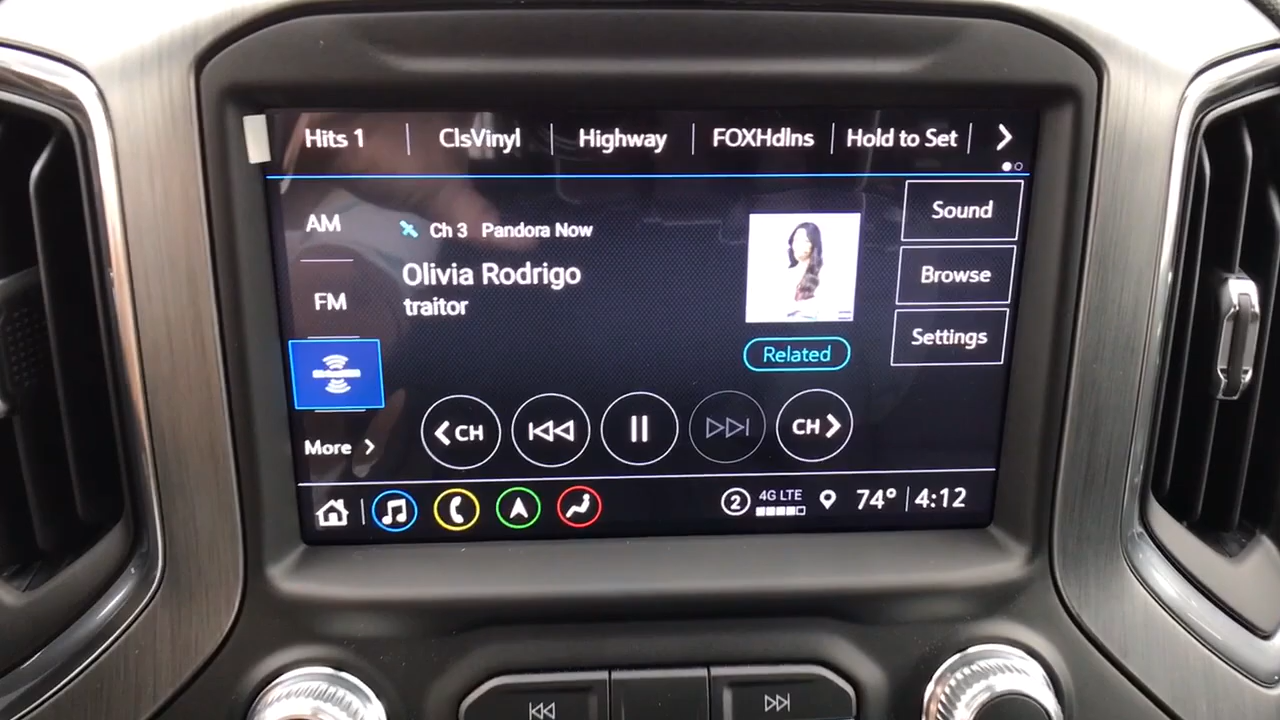 Hits 1
ClsVinyl
Highway
FOXHdlns
Hold to Set
AM
FM
More
Ch 3 Pandora Now
Olivia Rodrigo
traitor
Related
Sound
Browse
Settings
CH
CH
2
4G LTE
74°
4:12